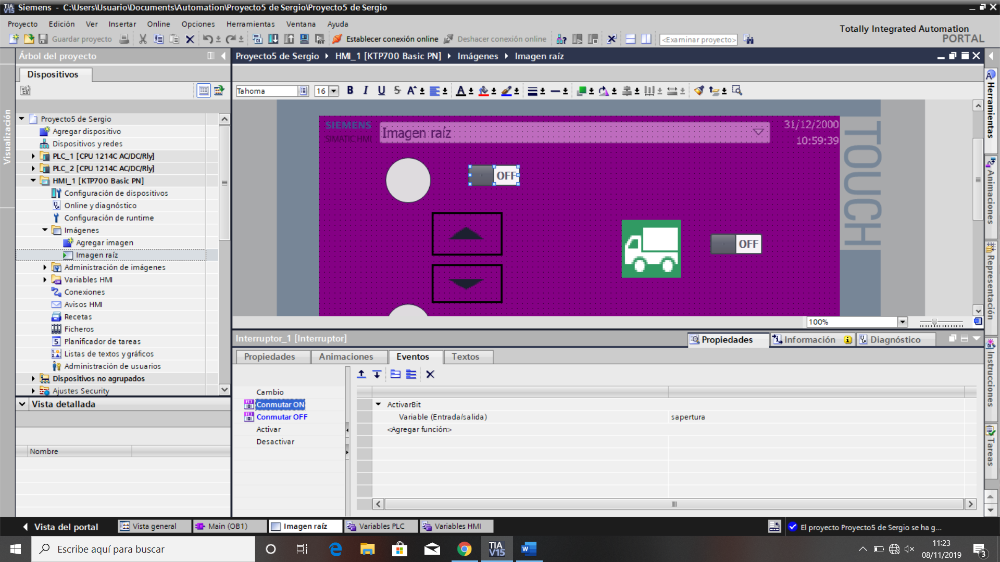 Siemens - C:\Users\Usuario\Documents\Automation\Proyecto5 de Sergio\Proyecto5 de Sergio
Proyecto Edición Ver Insertar Online Opciones Herramientas Ventana Ayuda
Totally Integrated Automation
PORTAL
Guardar proyecto
Establecer conexión online
Deshacer conexión online
<Examinar proyecto>
Árbol del proyecto
Proyecto5 de Sergio HMI_1 [KTP700 Basic PN] Imágenes Imagen raíz
Dispositivos
Tahoma
16
B I U S A
Visualización
Proyecto5 de Sergio
Agregar dispositivo
Dispositivos y redes
PLC_1 [CPU 1214C AC/DC/Rly]
PLC_2 [CPU 1214C AC/DC/Rly]
HMI_1 [KTP700 Basic PN]
Configuración de dispositivos
Online y diagnóstico
Configuración de runtime
Imágenes
Agregar imagen
Imagen raíz
Administración de imágenes
Variables HMI
Conexiones
Avisos HMI
Recetas
Ficheros
Planificador de tareas
Listas de textos y gráficos
Administración de usuarios
Dispositivos no agrupados
Ajustes Security
Vista detallada
Nombre
SIEMENS
SIMATIC HMI
Imagen raíz
31/12/2000
10:59:39
TOUCH
OFF
OFF
100%
Herramientas
Animaciones
Representación
Instrucciones
Tareas
Interruptor_1 [Interruptor]
Propiedades
Información
Diagnóstico
Propiedades Animaciones Eventos Textos
Cambio
Conmutar ON
Conmutar OFF
Activar
Desactivar
ActivarBit
Variable (Entrada/salida) sapertura
<Agregar función>
Vista del portal
Vista general
Main (OB1)
Imagen raíz
Variables PLC
Variables HMI
El proyecto Proyecto5 de Sergio se ha g...
Escribe aquí para buscar
TIA
V15
11:23
08/11/2019
3